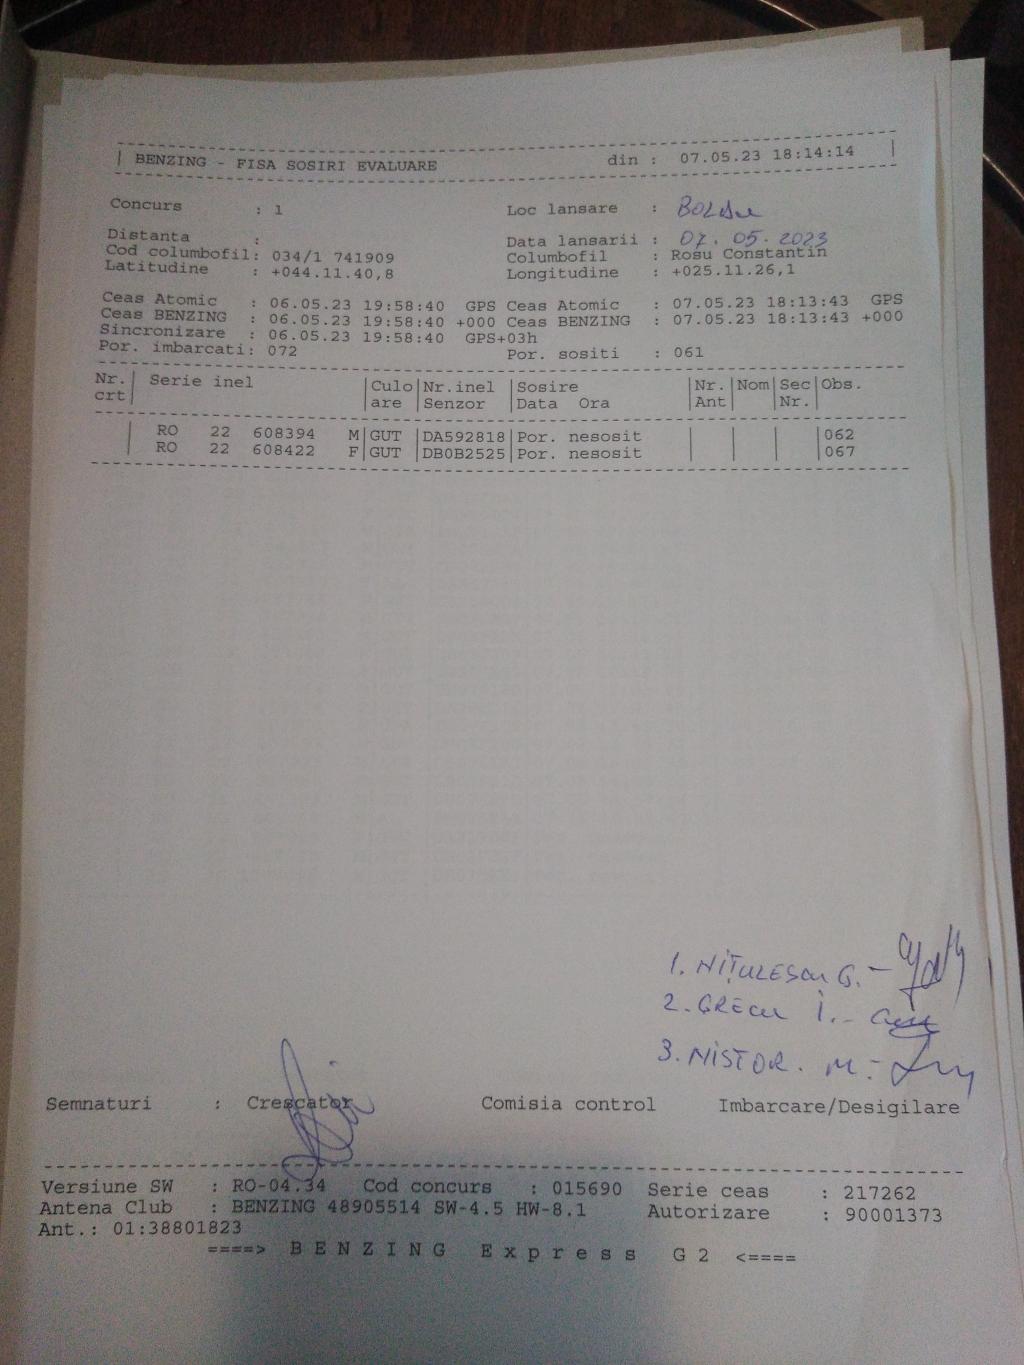 BENZING - FISA SOSIRI EVALUARE din : 07.05.23 18:14:14
Concurs : 1 Loc lansare :
Distanta : Data lansarii : 07.05.2023
Cod columbofil: 034/1 741909 Columbofil : Rosu Constantin
Latitudine : +044.11.40,8 Longitudine : +025.11.26,1
Ceas Atomic : 06.05.23 19:58:40 GPS Ceas Atomic : 07.05.23 18:13:43 GPS
Ceas BENZING : 06.05.23 19:58:40 +000 Ceas BENZING : 07.05.23 18:13:43 +000
Sincronizare : 06.05.23 19:58:40 GPS+03h
Por. imbarcati: 072 Por. sositi : 061
Nr. Serie inel Culo Nr.inel Sosire Nr. Nom Sec Obs.
crt are Senzor Data Ora Ant Nr.
RO 22 608394 M GUT DA592818 Por. nesosit 062
RO 22 608422 F GUT DB0B2525 Por. nesosit 067
1. NIȚULESCU G. -
2. GRECU I. -
3. NISTOR. M. -
Semnaturi : Crescator Comisia control Imbarcare/Desigilare
Versiune SW : RO-04.34 Cod concurs : 015690 Serie ceas : 217262
Antena Club : BENZING 48905514 SW-4.5 HW-8.1 Autorizare : 90001373
Ant.: 01:38801823
====> B E N Z I N G E x p r e s s G 2 <====